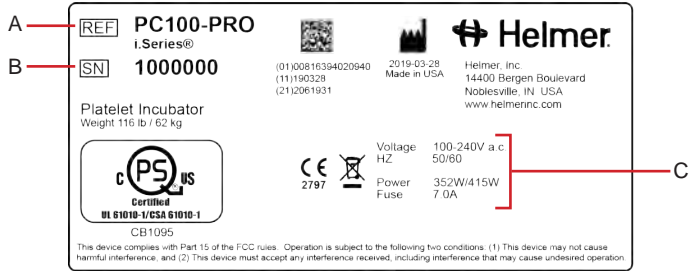 A
REF PC100-PRO
i.Series®
B
SN 1000000
(01)00816394020940
(11)190328
(21)2061931
2019-03-28
Made in USA
Helmer
Helmer, Inc.
14400 Bergen Boulevard
Noblesville, IN USA
www.helmerinc.com
Platelet Incubator
Weight 116 lb / 62 kg
C PS US
®
Certified
UL 61010-1/CSA 61010-1
CB1095
CE
2797
Voltage 100-240V a.c
HZ 50/60
Power 352W/415W
Fuse 7.0A
C
This device complies with Part 15 of the FCC rules. Operation is subject to the following two conditions: (1) This device may not cause
harmful interference, and (2) This device must accept any interference received, including interference that may cause undesired operation.